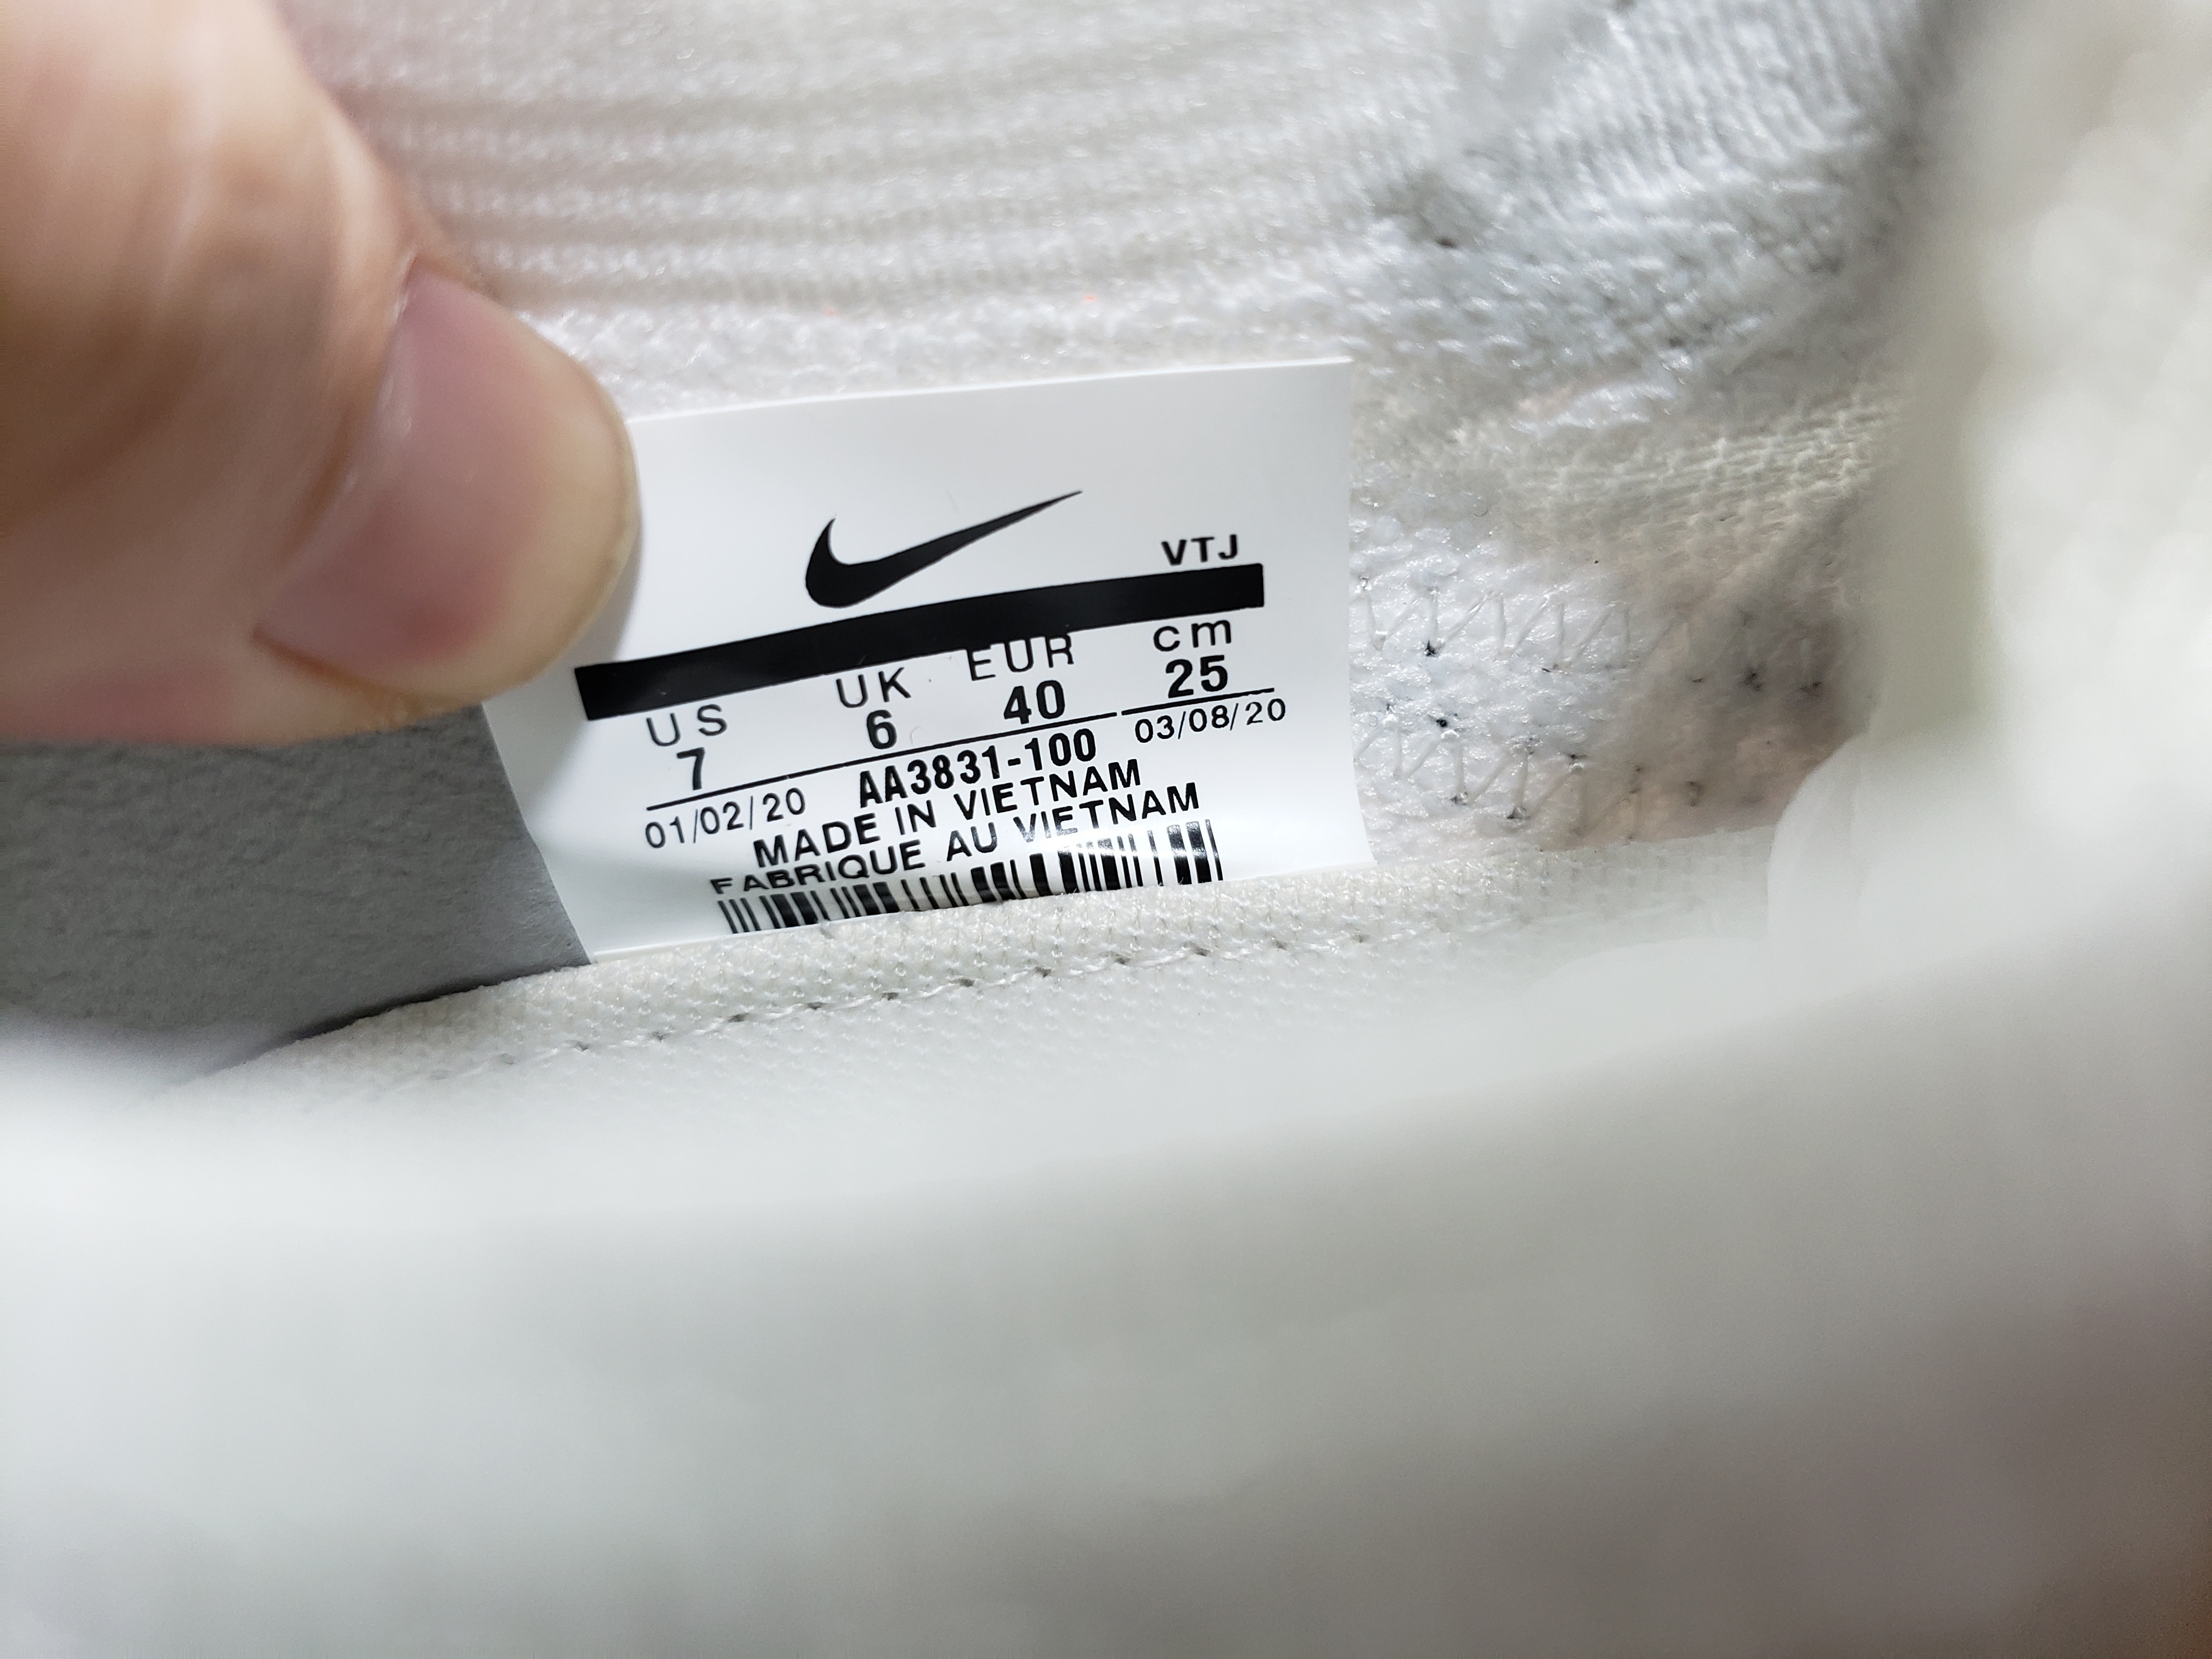 VTJ
US UK EUR cm
7 6 40 25
01/02/20 AA3831-100 03/08/20
MADE IN VIETNAM
FABRIQUE AU VIETNAM